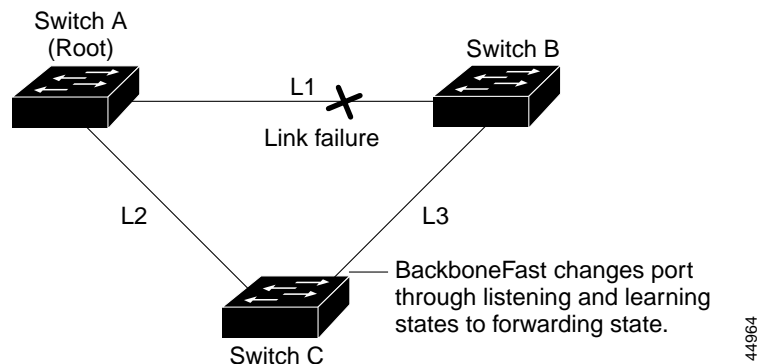 Switch A
(Root)
Switch B
L1
Link failure
L2
L3
BackboneFast changes port
through listening and learning
states to forwarding state.
Switch C
44964